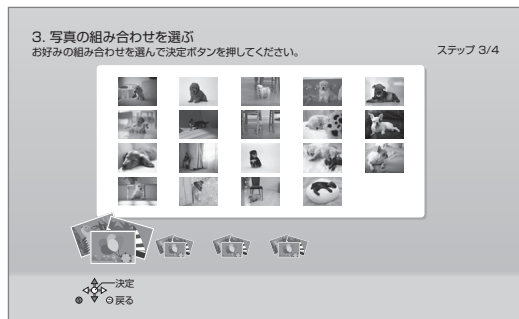 3. 写真の組み合わせを選ぶ
お好みの組み合わせを選んで決定ボタンを押してください。
ステップ 3/4
決定
戻る